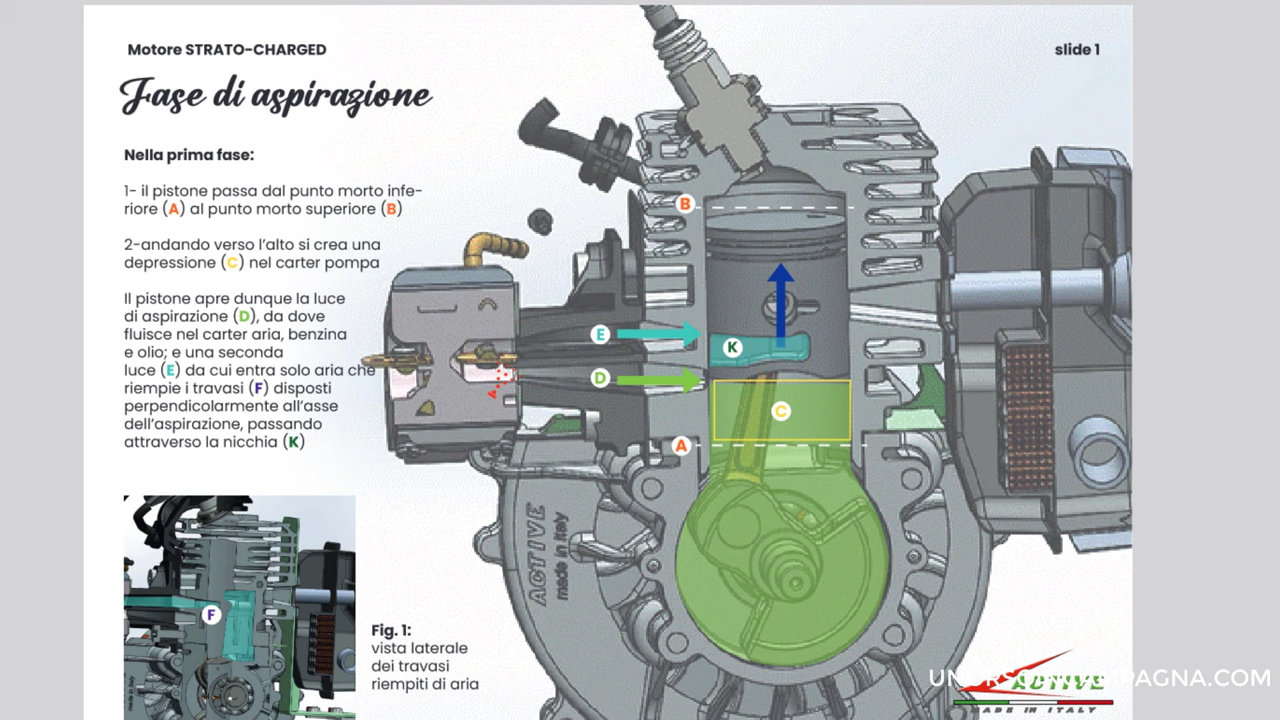 Motore STRATO-CHARGED
slide 1
Fase di aspirazione
Nella prima fase:
1- il pistone passa dal punto morto infe-
riore (A) al punto morto superiore (B)
2-andando verso l'alto si crea una
depressione (C) nel carter pompa
Il pistone apre dunque la luce
di aspirazione (D), da dove
fluisce nel carter aria, benzina
e olio; e una seconda
luce (E) da cui entra solo aria che
riempie i travasi (F) disposti
perpendicolarmente all'asse
dell'aspirazione, passando
attraverso la nicchia (K)
B
E
K
D
C
A
ACTIVE
made in Italy
F
Fig. 1:
vista laterale
dei travasi
riempiti di aria
ACTIVE
MADE IN ITALY